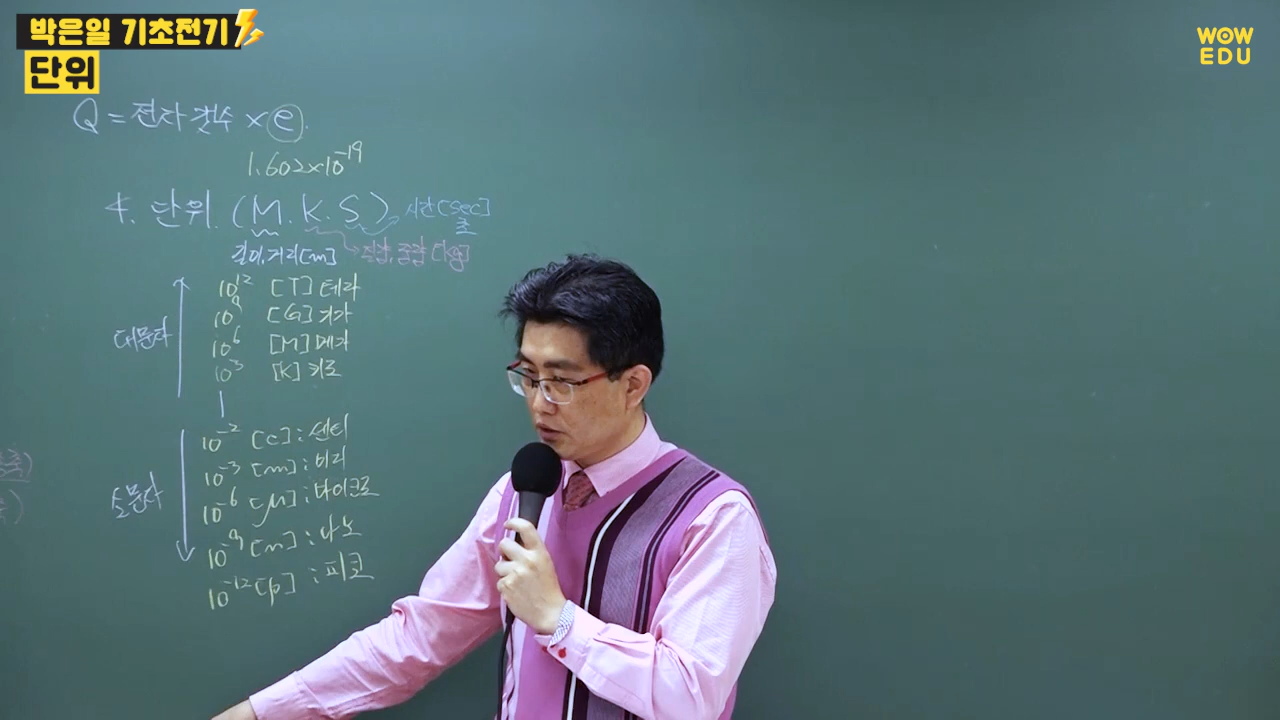 박은일 기초전기
단위
WOW
EDU
Q = 전자 갯수 × e.
1.602×10⁻¹⁹
4. 단위. (M.K.S) 시간[sec]
초
길이,거리[m] → 질량, 중량 [kg]
10¹² [T] 테라
10⁹ [G] 기가
10⁶ [M] 메가
10³ [K] 키로
대문자
1
10⁻² [c] : 센티
10⁻³ [m] : 미리
10⁻⁶ [μ] : 마이크로
소문자
10⁻⁹ [n] : 나노
10⁻¹² [p] : 피코